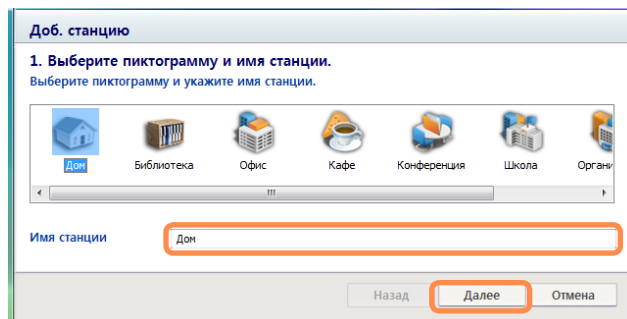 Доб. станцию
1. Выберите пиктограмму и имя станции.
Выберите пиктограмму и укажите имя станции.
Дом Библиотека Офис Кафе Конференция Школа Органи
Имя станции Дом
Назад Далее Отмена